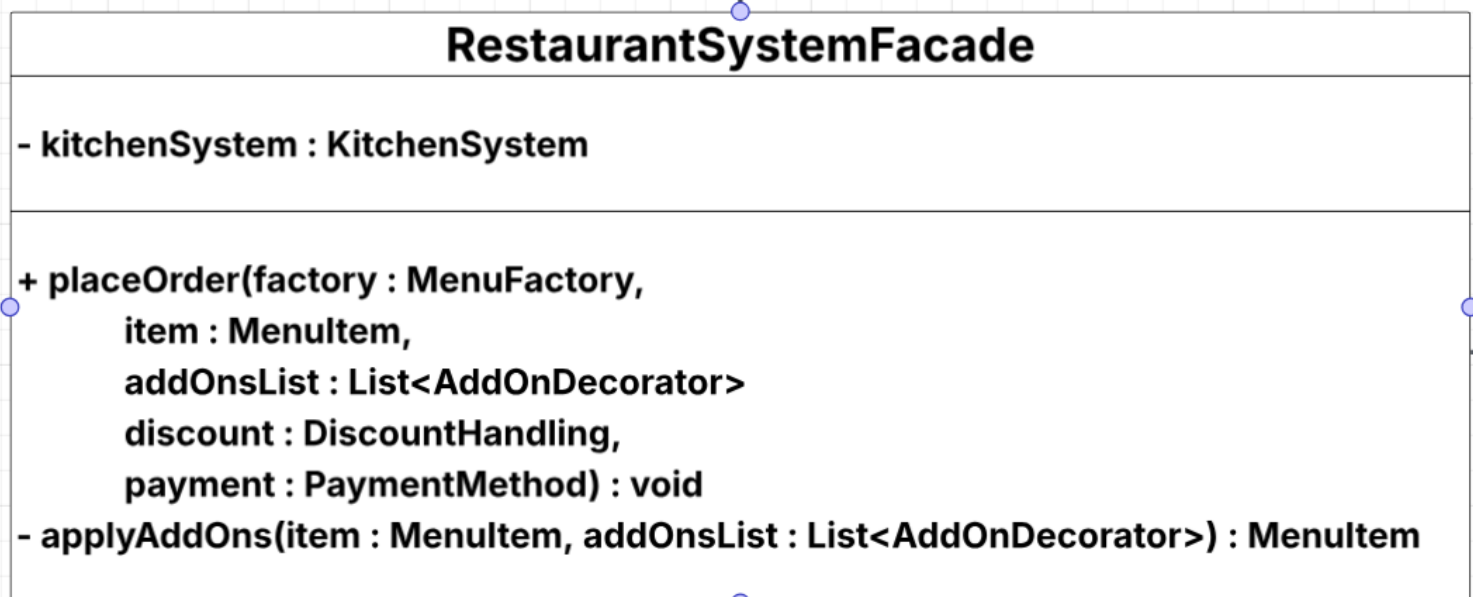 RestaurantSystemFacade
- kitchenSystem : KitchenSystem
+ placeOrder(factory : MenuFactory,
item : MenuItem,
addOnsList : List<AddOnDecorator>
discount : DiscountHandling,
payment : PaymentMethod) : void
- applyAddOns(item : MenuItem, addOnsList : List<AddOnDecorator>) : MenuItem